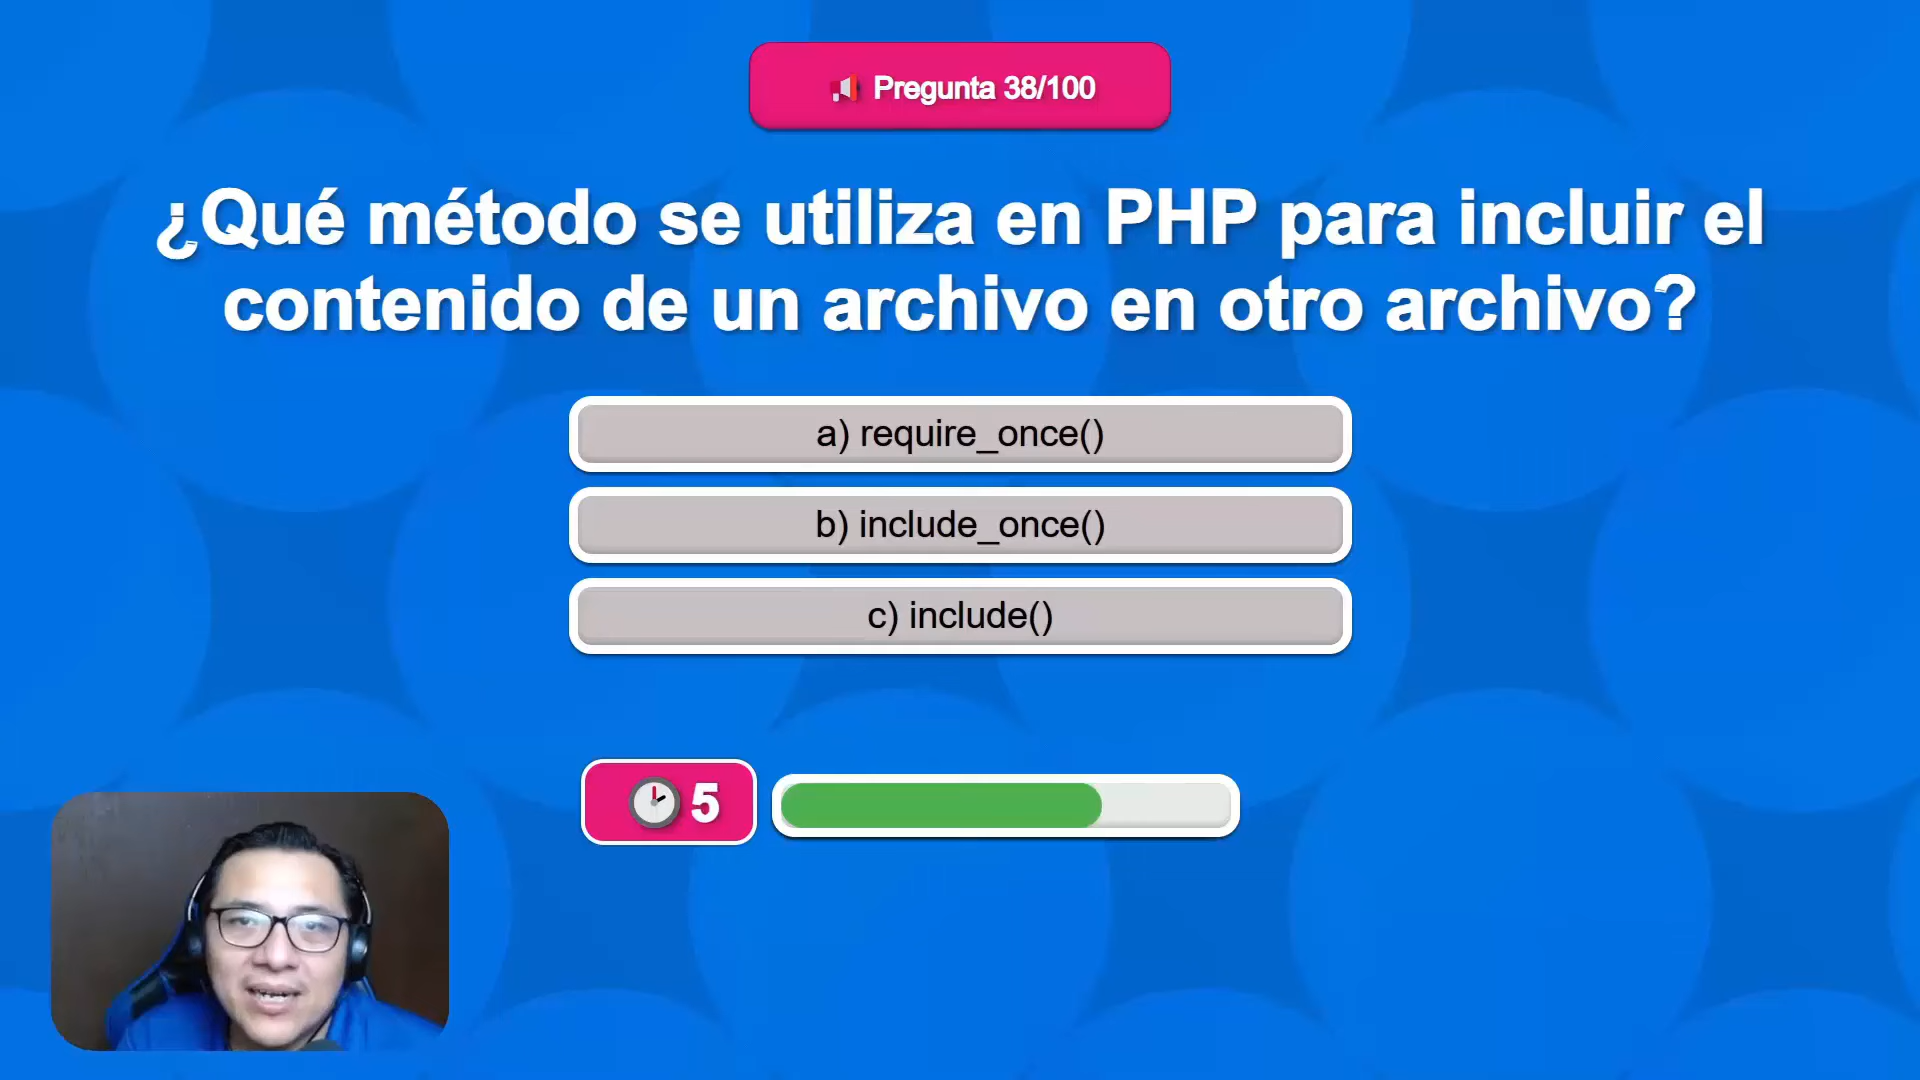 Pregunta 38/100
¿Qué método se utiliza en PHP para incluir el
contenido de un archivo en otro archivo?
a) require_once()
b) include_once()
c) include()
5